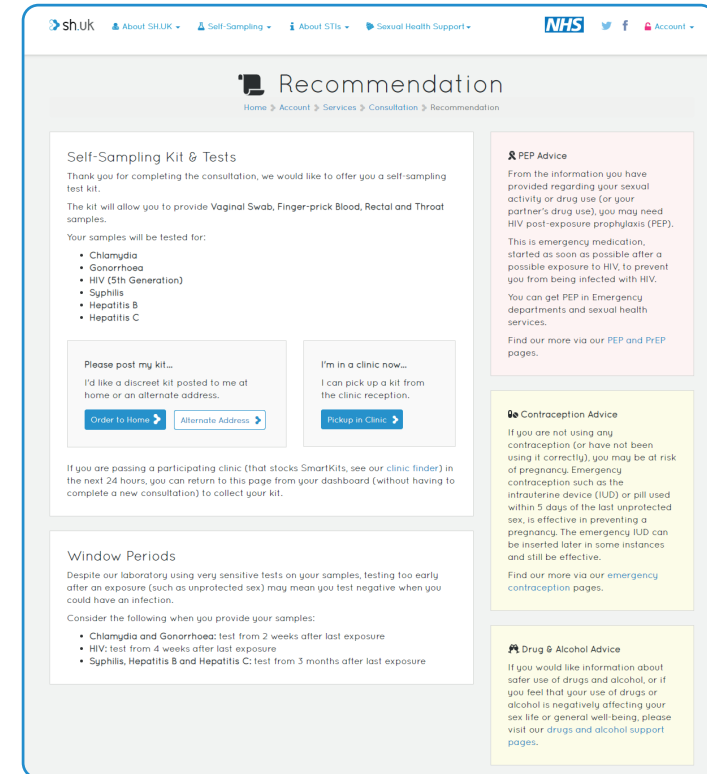 sh.uk About SH.UK Self-Sampling About STIs Sexual Health Support NHS Account
Recommendation
Home Account Services Consultation Recommendation
Self-Sampling Kit & Tests
Thank you for completing the consultation, we would like to offer you a self-sampling
test kit.
The kit will allow you to provide Vaginal Swab, Finger-prick Blood, Rectal and Throat
samples.
Your samples will be tested for:
• Chlamydia
• Gonorrhoea
• HIV (5th Generation)
• Syphilis
• Hepatitis B
• Hepatitis C
Please post my kit...
I'd like a discreet kit posted to me at
home or an alternate address.
Order to Home
Alternate Address
I'm in a clinic now...
I can pick up a kit from
the clinic reception.
Pickup in Clinic
If you are passing a participating clinic (that stocks SmartKits, see our clinic finder) in
the next 24 hours, you can return to this page from your dashboard (without having to
complete a new consultation) to collect your kit.
Window Periods
Despite our laboratory using very sensitive tests on your samples, testing too early
after an exposure (such as unprotected sex) may mean you test negative when you
could have an infection.
Consider the following when you provide your samples:
• Chlamydia and Gonorrhoea: test from 2 weeks after last exposure
• HIV: test from 4 weeks after last exposure
• Syphilis, Hepatitis B and Hepatitis C: test from 3 months after last exposure
PEP Advice
From the information you have
provided regarding your sexual
activity or drug use (or your
partner's drug use), you may need
HIV post-exposure prophylaxis (PEP).
This is emergency medication,
started as soon as possible after a
possible exposure to HIV, to prevent
you from being infected with HIV.
You can get PEP in Emergency
departments and sexual health
services.
Find our more via our PEP and PrEP
pages.
Contraception Advice
If you are not using any
contraception (or have not been
using it correctly), you may be at risk
of pregnancy. Emergency
contraception such as the
intrauterine device (IUD) or pill used
within 5 days of the last unprotected
sex, is effective in preventing a
pregnancy. The emergency IUD can
be inserted later in some instances
and still be effective.
Find our more via our emergency
contraception pages.
Drug & Alcohol Advice
If you would like information about
safer use of drugs and alcohol, or if
you feel that your use of drugs or
alcohol is negatively affecting your
sex life or general well-being, please
visit our drugs and alcohol support
pages.